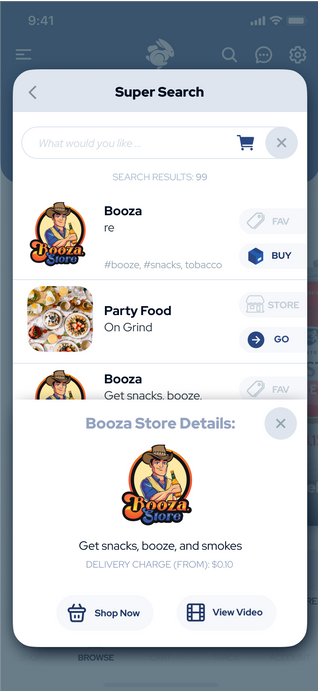 9:41
Super Search
What would you like ...
SEARCH RESULTS: 99
Booza
re
FAV
Booza
Store
BUY
#booze, #snacks, tobacco
Party Food
On Grind
STORE
GO
Booza
Get snacks, booze,
FAV
Booza Store Details:
Booza
Store
Get snacks, booze, and smokes
DELIVERY CHARGE (FROM): $0.10
Shop Now
View Video
BROWSE